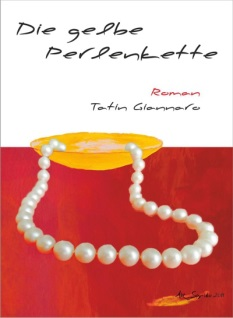 Die gelbe
Perlenkette
Roman
Tatin Giannaro